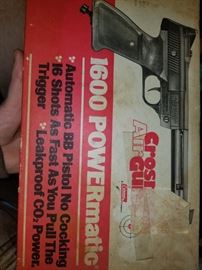 Crosman
Air Guns
1600 POWERmatic
* Automatic BB Pistol No Cocking
* 16 Shots As Fast As You Pull The
Trigger * Leakproof CO₂ Power.